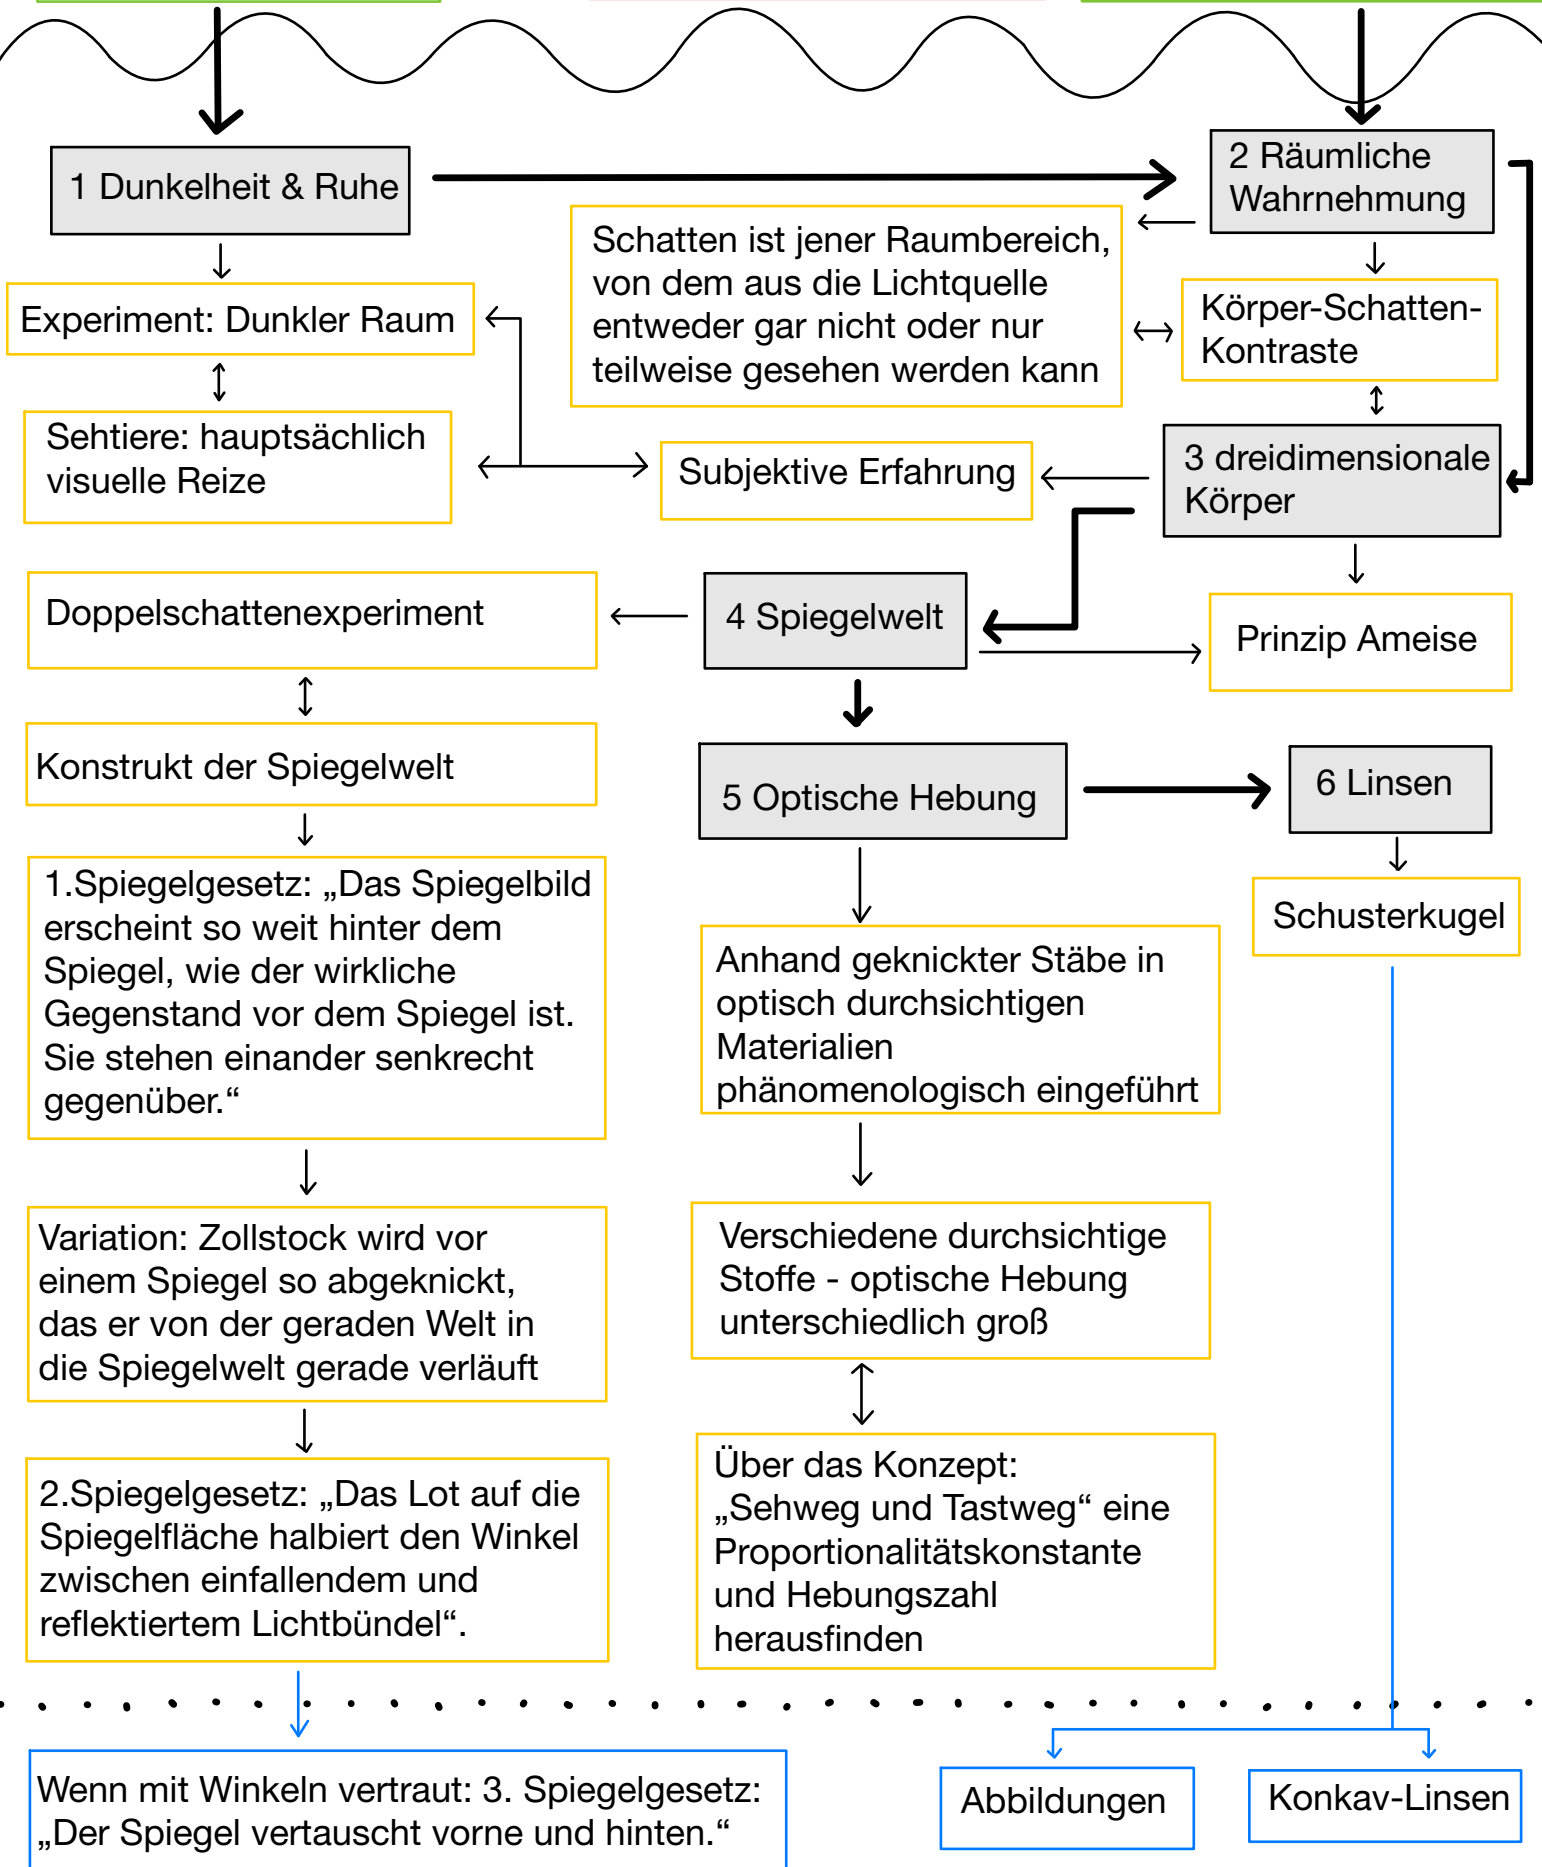 1 Dunkelheit & Ruhe
2 Räumliche
Wahrnehmung
Schatten ist jener Raumbereich,
von dem aus die Lichtquelle
entweder gar nicht oder nur
teilweise gesehen werden kann
Experiment: Dunkler Raum
Körper-Schatten-
Kontraste
Sehtiere: hauptsächlich
visuelle Reize
Subjektive Erfahrung
3 dreidimensionale
Körper
Doppelschattenexperiment
4 Spiegelwelt
Prinzip Ameise
Konstrukt der Spiegelwelt
5 Optische Hebung
6 Linsen
1.Spiegelgesetz: „Das Spiegelbild
erscheint so weit hinter dem
Spiegel, wie der wirkliche
Gegenstand vor dem Spiegel ist.
Sie stehen einander senkrecht
gegenüber.“
Schusterkugel
Anhand geknickter Stäbe in
optisch durchsichtigen
Materialien
phänomenologisch eingeführt
Variation: Zollstock wird vor
einem Spiegel so abgeknickt,
das er von der geraden Welt in
die Spiegelwelt gerade verläuft
Verschiedene durchsichtige
Stoffe - optische Hebung
unterschiedlich groß
2.Spiegelgesetz: „Das Lot auf die
Spiegelfläche halbiert den Winkel
zwischen einfallendem und
reflektiertem Lichtbündel“.
Über das Konzept:
„Sehweg und Tastweg“ eine
Proportionalitätskonstante
und Hebungszahl
herausfinden
Wenn mit Winkeln vertraut: 3. Spiegelgesetz:
„Der Spiegel vertauscht vorne und hinten.“
Abbildungen
Konkav-Linsen